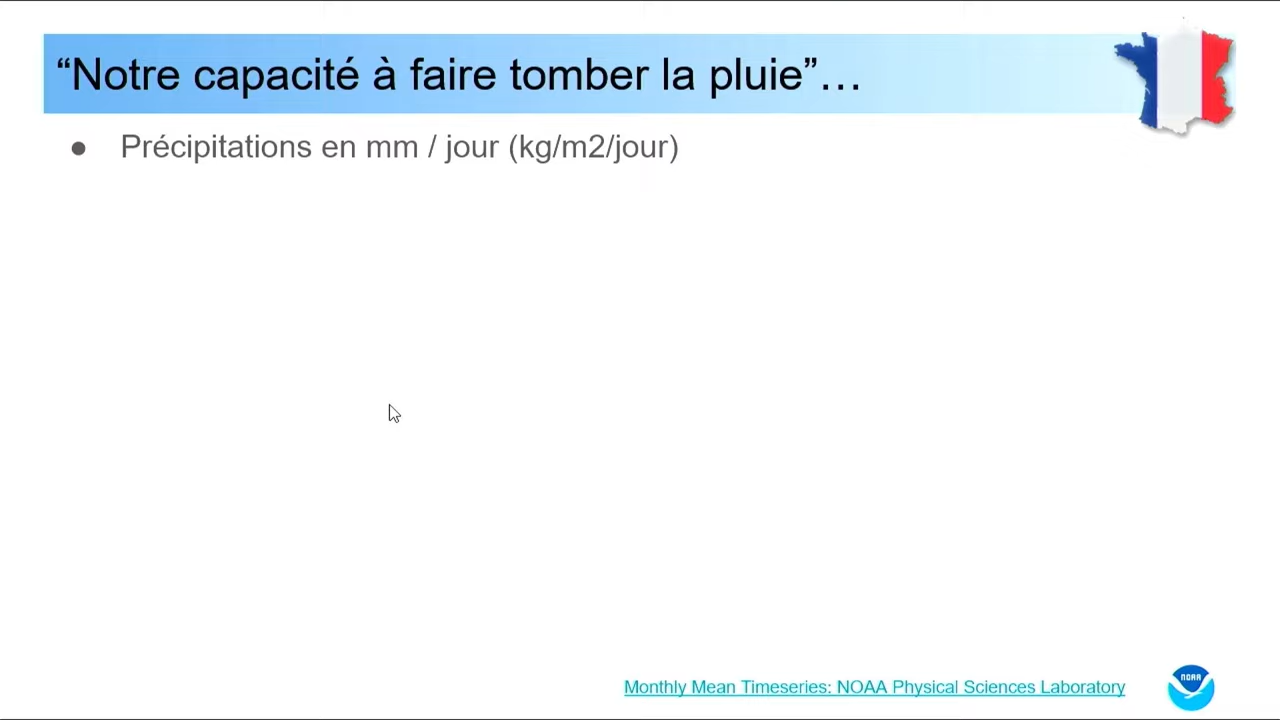 “Notre capacité à faire tomber la pluie”…
● Précipitations en mm / jour (kg/m2/jour)
Monthly Mean Timeseries: NOAA Physical Sciences Laboratory
NOAA